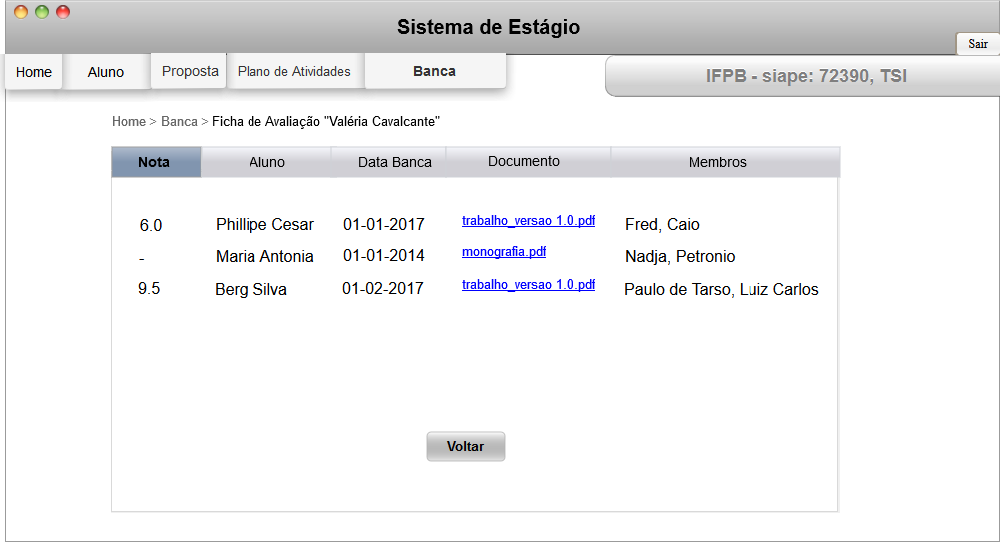 Sistema de Estágio
Sair
Home Aluno Proposta Plano de Atividades Banca
IFPB - siape: 72390, TSI
Home > Banca > Ficha de Avaliação "Valéria Cavalcante"
Nota Aluno Data Banca Documento Membros
6.0 Phillipe Cesar 01-01-2017 trabalho_versao 1.0.pdf Fred, Caio
- Maria Antonia 01-01-2014 monografia.pdf Nadja, Petronio
9.5 Berg Silva 01-02-2017 trabalho_versao 1.0.pdf Paulo de Tarso, Luiz Carlos
Voltar